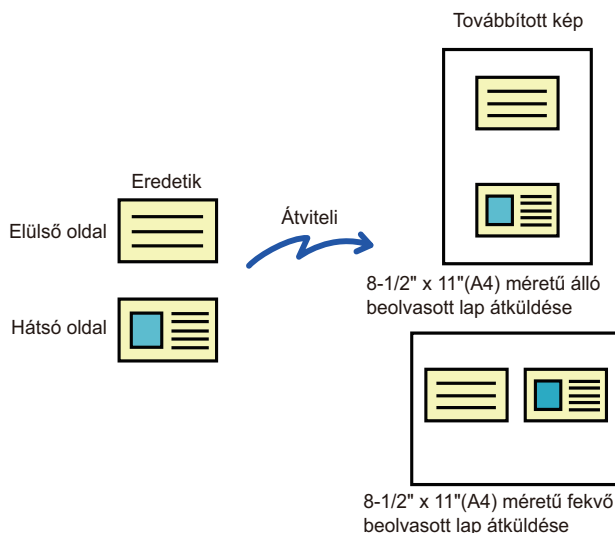 Továbbított kép
Eredetik
Elülső oldal
Átviteli
Hátsó oldal
8-1/2" x 11"(A4) méretű álló
beolvasott lap átküldése
8-1/2" x 11"(A4) méretű fekvő
beolvasott lap átküldése